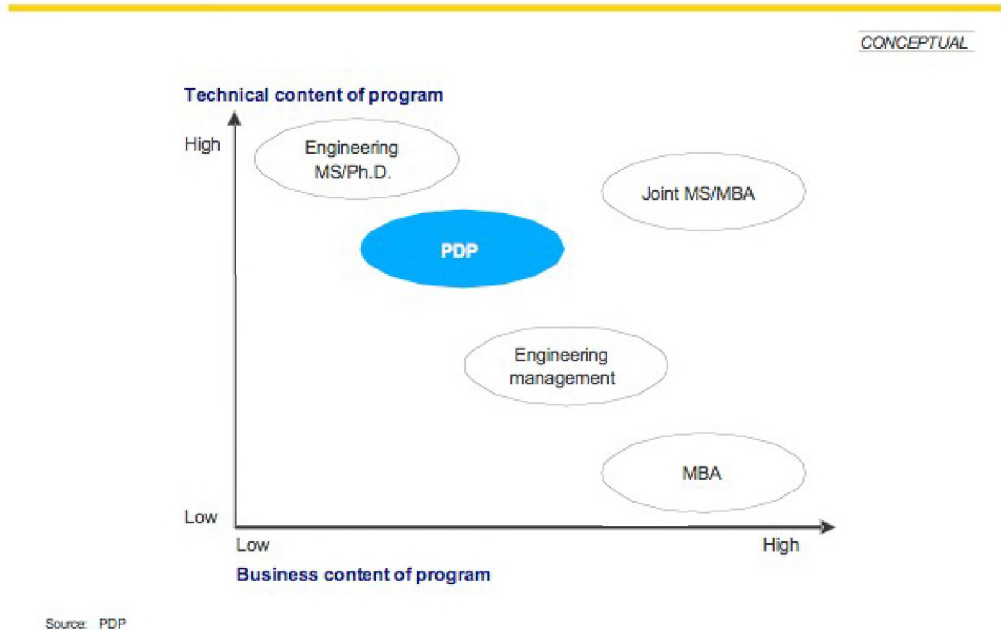 CONCEPTUAL
Technical content of program
High
Engineering
MS/Ph.D.
Joint MS/MBA
PDP
Engineering
management
MBA
Low
Low
High
Business content of program
Source: PDP